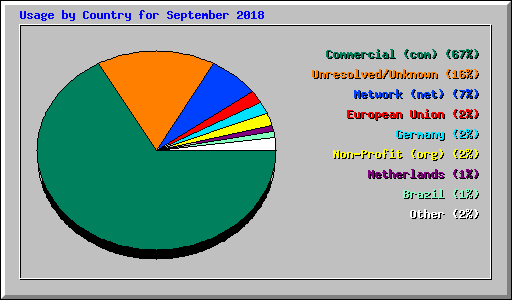 Usage by Country for September 2018
Commercial (com) (67%)
Unresolved/Unknown (16%)
Network (net) (7%)
European Union (2%)
Germany (2%)
Non-Profit (org) (2%)
Netherlands (1%)
Brazil (1%)
Other (2%)